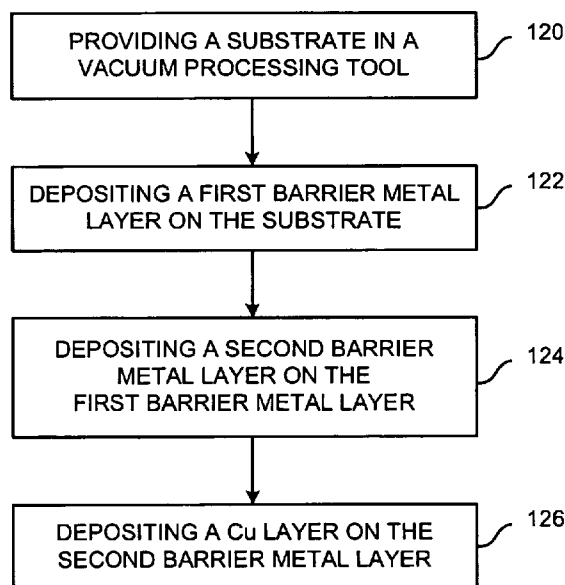 PROVIDING A SUBSTRATE IN A
VACUUM PROCESSING TOOL
120
DEPOSITING A FIRST BARRIER METAL
LAYER ON THE SUBSTRATE
122
DEPOSITING A SECOND BARRIER
METAL LAYER ON THE
FIRST BARRIER METAL LAYER
124
DEPOSITING A Cu LAYER ON THE
SECOND BARRIER METAL LAYER
126